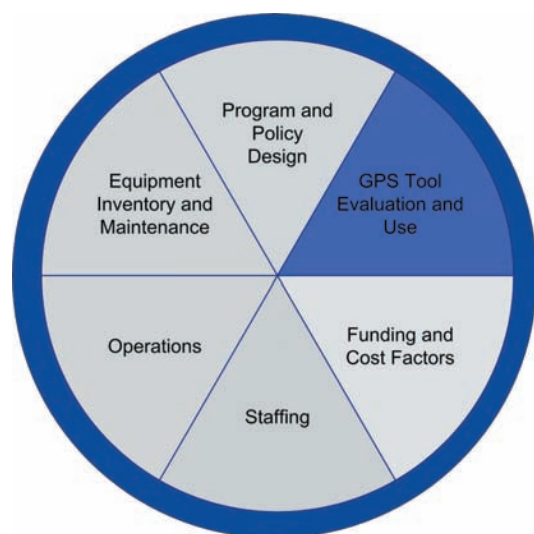 Program and
Policy
Design
GPS Tool
Evaluation and
Use
Equipment
Inventory and
Maintenance
Operations
Funding and
Cost Factors
Staffing